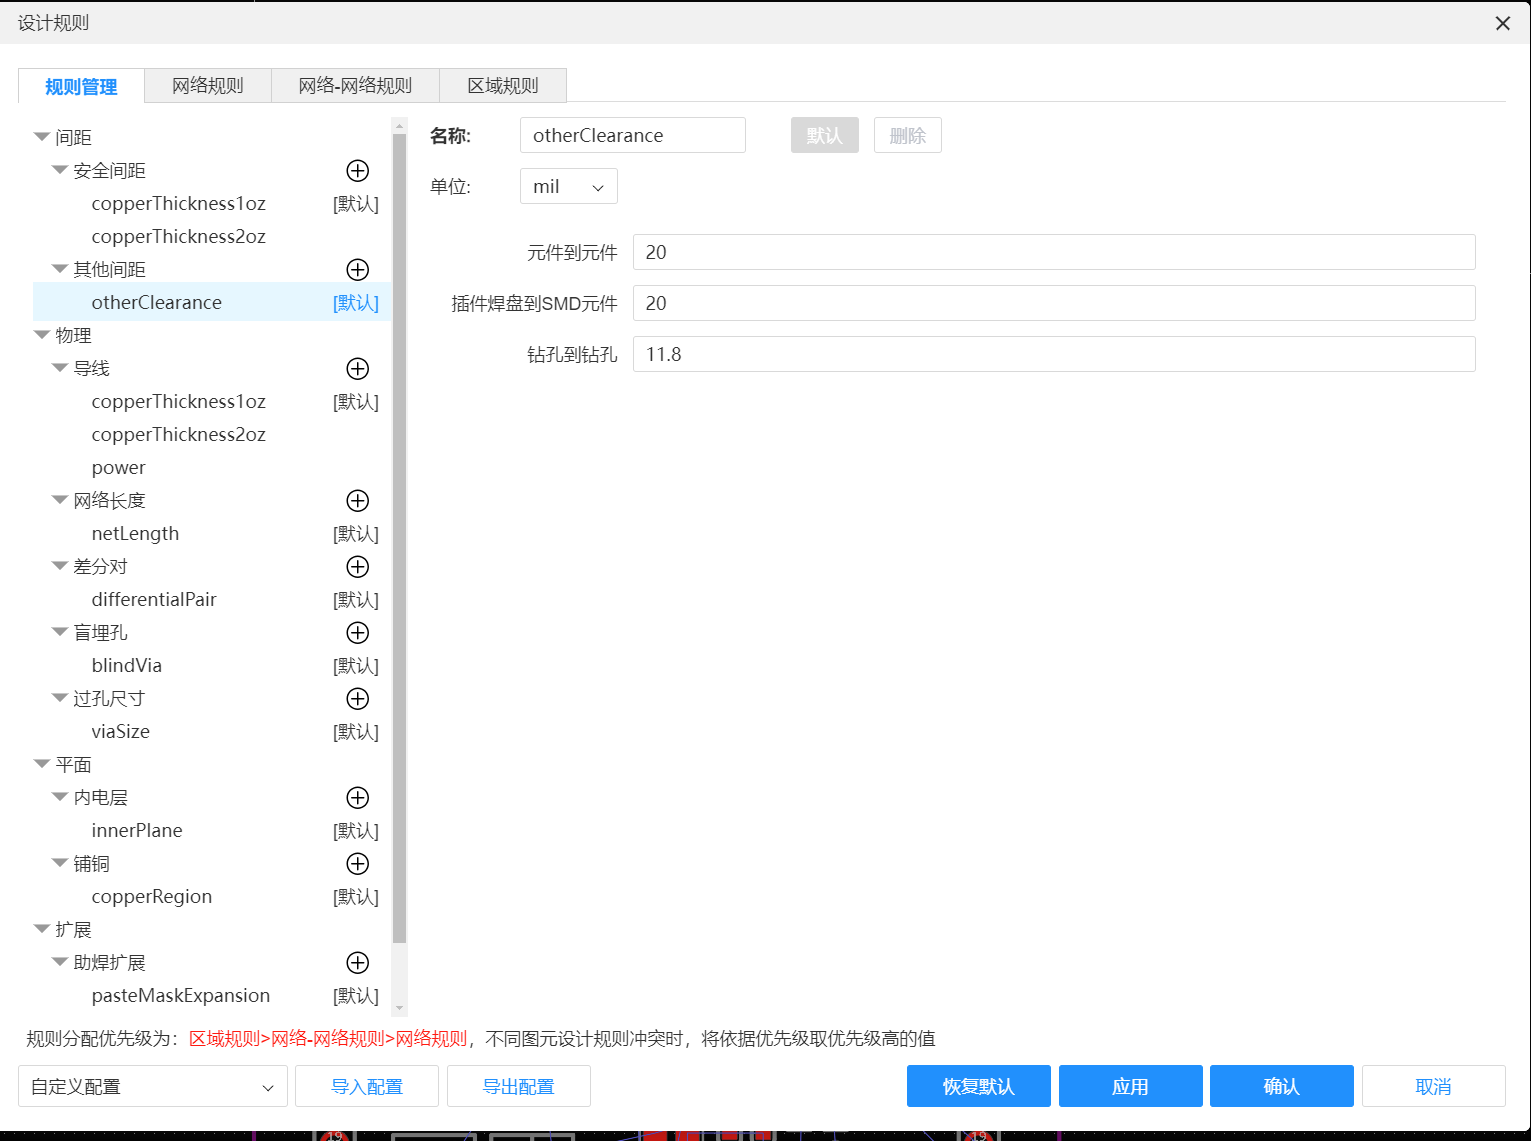 设计规则
规则管理 网络规则 网络-网络规则 区域规则
间距
安全间距
copperThickness1oz [默认]
copperThickness2oz
其他间距
otherClearance [默认]
物理
导线
copperThickness1oz [默认]
copperThickness2oz
power
网络长度
netLength [默认]
差分对
differentialPair [默认]
盲埋孔
blindVia [默认]
过孔尺寸
viaSize [默认]
平面
内电层
innerPlane [默认]
铺铜
copperRegion [默认]
扩展
助焊扩展
pasteMaskExpansion [默认]
名称: otherClearance 默认 删除
单位: mil
元件到元件 20
插件焊盘到SMD元件 20
钻孔到钻孔 11.8
规则分配优先级为：区域规则>网络-网络规则>网络规则，不同图元设计规则冲突时，将依据优先级取优先级高的值
自定义配置 导入配置 导出配置 恢复默认 应用 确认 取消
19 19